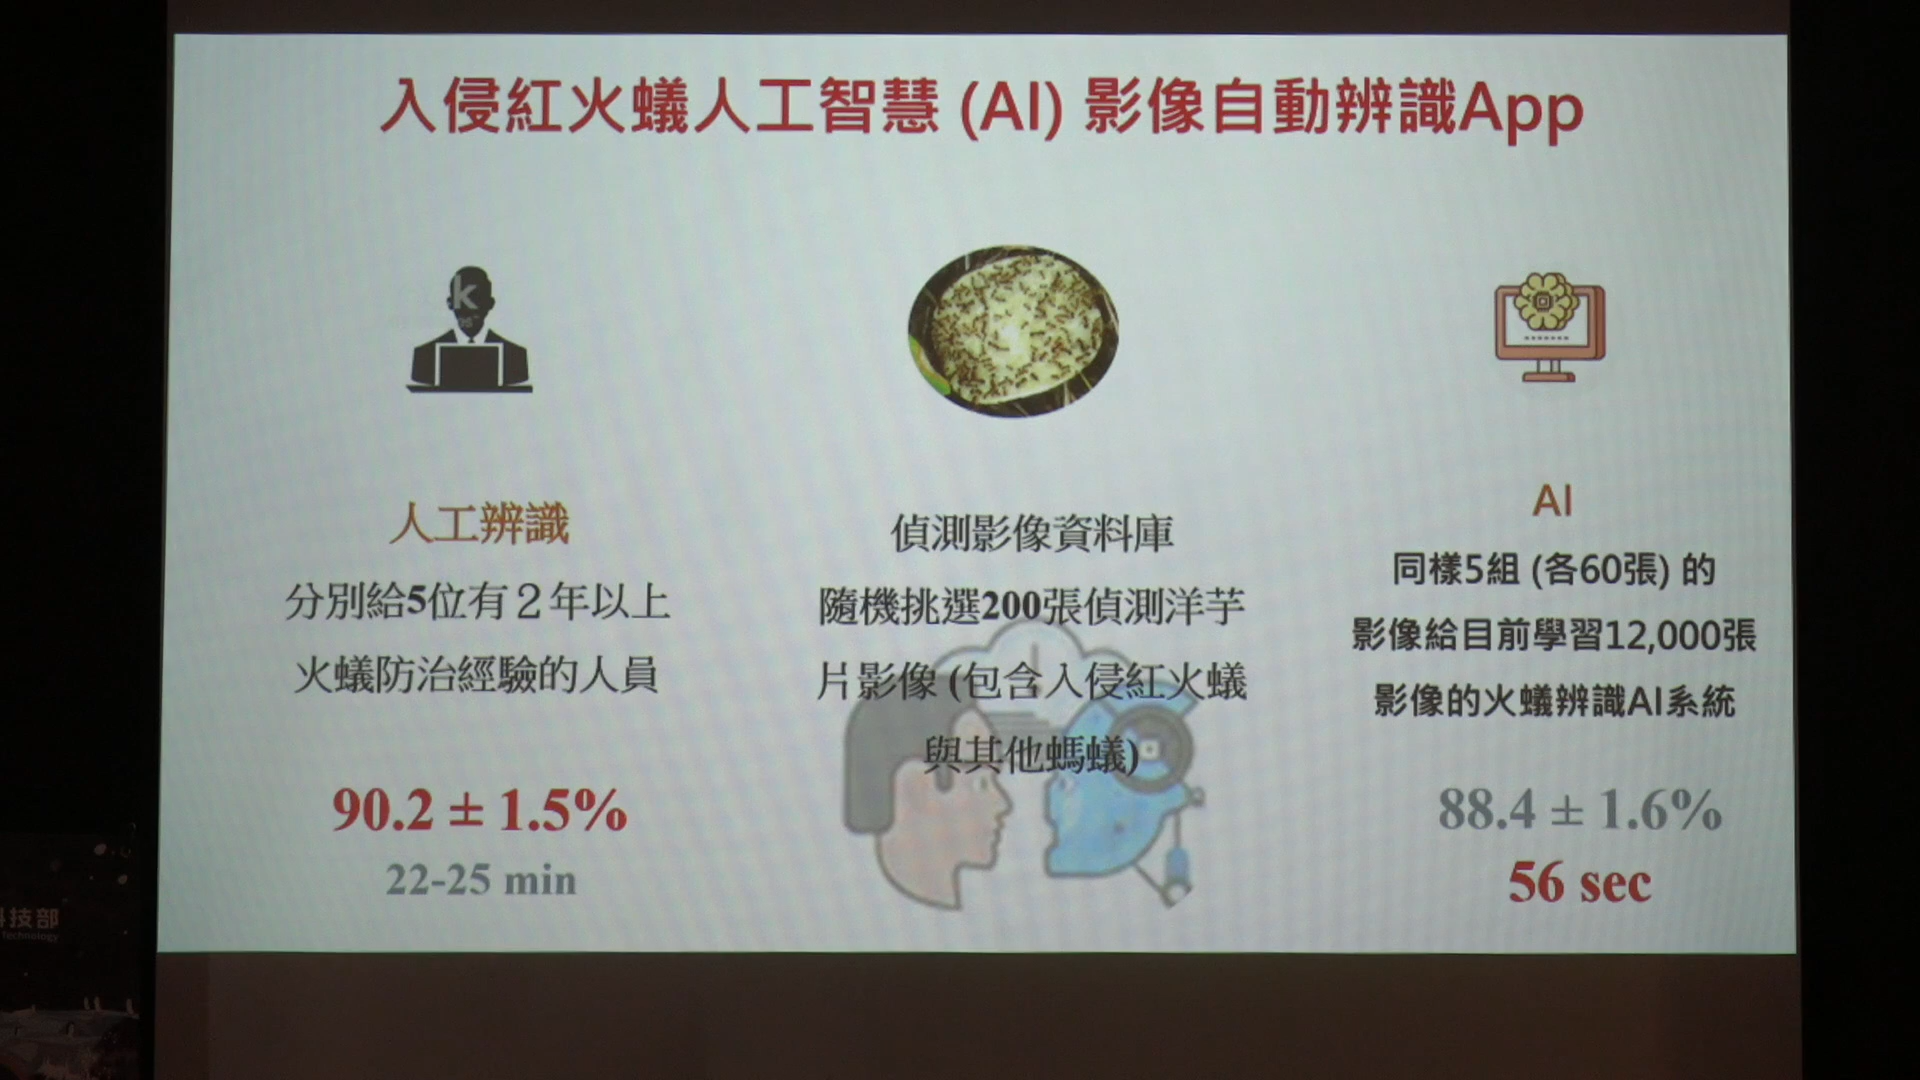 入侵紅火蟻人工智慧 (AI) 影像自動辨識App
人工辨識
分別給5位有２年以上
火蟻防治經驗的人員
90.2 ± 1.5%
22-25 min
偵測影像資料庫
隨機挑選200張偵測洋芋
片影像 (包含入侵紅火蟻
與其他螞蟻)
AI
同樣5組 (各60張) 的
影像給目前學習12,000張
影像的火蟻辨識AI系統
88.4 ± 1.6%
56 sec
k
技部
Technology